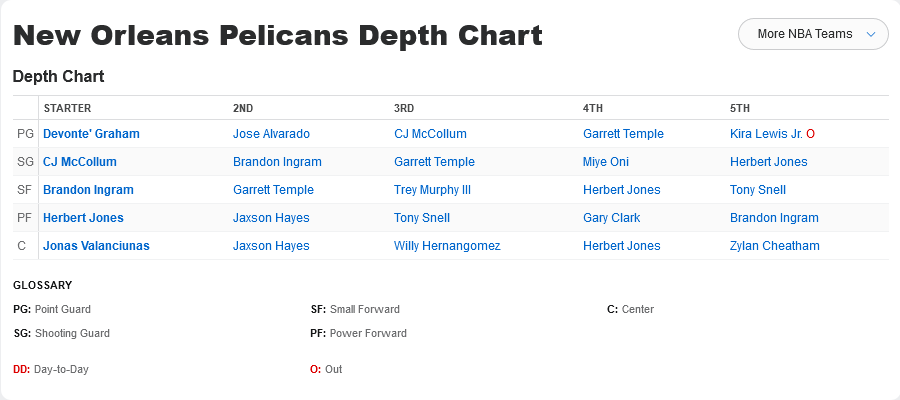 New Orleans Pelicans Depth Chart
More NBA Teams
Depth Chart
STARTER 2ND 3RD 4TH 5TH
PG Devonte' Graham Jose Alvarado CJ McCollum Garrett Temple Kira Lewis Jr. O
SG CJ McCollum Brandon Ingram Garrett Temple Miye Oni Herbert Jones
SF Brandon Ingram Garrett Temple Trey Murphy III Herbert Jones Tony Snell
PF Herbert Jones Jaxson Hayes Tony Snell Gary Clark Brandon Ingram
C Jonas Valanciunas Jaxson Hayes Willy Hernangomez Herbert Jones Zylan Cheatham
GLOSSARY
PG: Point Guard SF: Small Forward C: Center
SG: Shooting Guard PF: Power Forward
DD: Day-to-Day O: Out